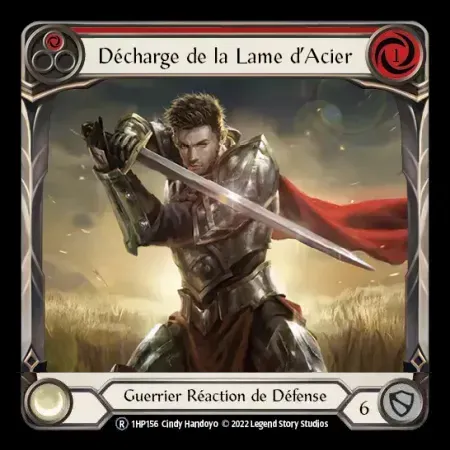 Décharge de la Lame d'Acier
1
Guerrier Réaction de Défense
6
R 1HP156 Cindy Handoyo © 2022 Legend Story Studios